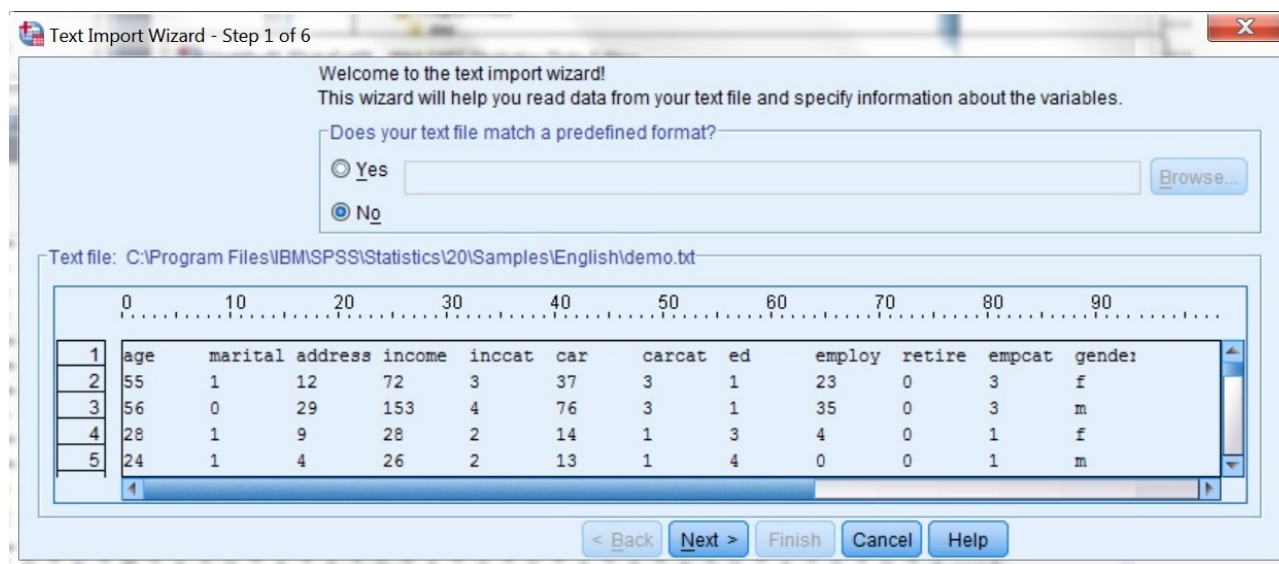 Text Import Wizard - Step 1 of 6
Welcome to the text import wizard!
This wizard will help you read data from your text file and specify information about the variables.
Does your text file match a predefined format?
Yes
Browse...
No
Text file: C:\Program Files\IBM\SPSS\Statistics\20\Samples\English\demo.txt
0 10 20 30 40 50 60 70 80 90
1 age marital address income inccat car carcat ed employ retire empcat gender
2 55 1 12 72 3 37 3 1 23 0 3 f
3 56 0 29 153 4 76 3 1 35 0 3 m
4 28 1 9 28 2 14 1 3 4 0 1 f
5 24 1 4 26 2 13 1 4 0 0 1 m
< Back Next > Finish Cancel Help